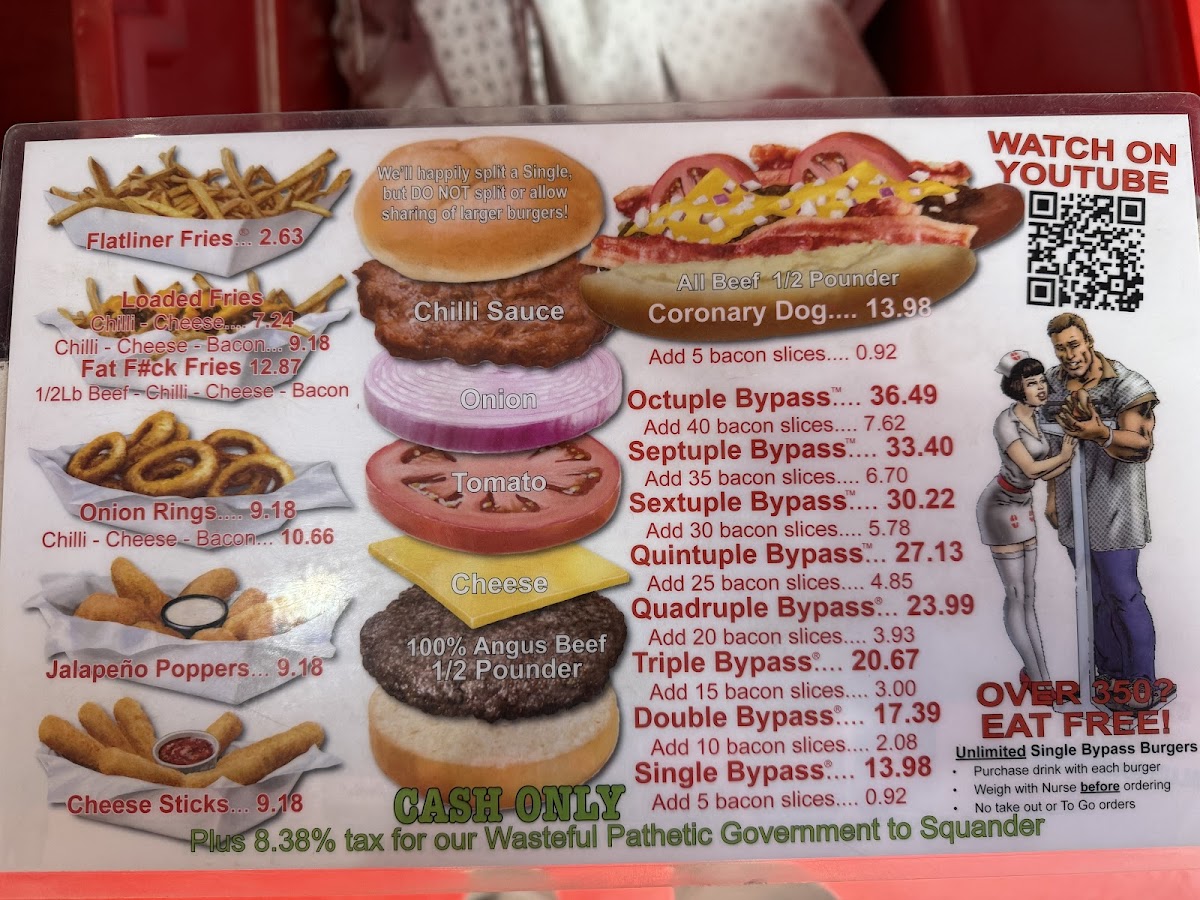 Flatliner Fries®... 2.63
Loaded Fries
Chilli - Cheese.... 7.24
Chilli - Cheese - Bacon... 9.18
Fat F#ck Fries 12.87
1/2Lb Beef - Chilli - Cheese - Bacon
Onion Rings.... 9.18
Chilli - Cheese - Bacon... 10.66
Jalapeño Poppers... 9.18
Cheese Sticks... 9.18
We'll happily split a Single,
but DO NOT split or allow
sharing of larger burgers!
Chilli Sauce
Onion
Tomato
Cheese
100% Angus Beef
1/2 Pounder
All Beef 1/2 Pounder
Coronary Dog.... 13.98
Add 5 bacon slices.... 0.92
Octuple Bypass™.... 36.49
Add 40 bacon slices.... 7.62
Septuple Bypass™.... 33.40
Add 35 bacon slices.... 6.70
Sextuple Bypass™.... 30.22
Add 30 bacon slices.... 5.78
Quintuple Bypass™... 27.13
Add 25 bacon slices.... 4.85
Quadruple Bypass®... 23.99
Add 20 bacon slices.... 3.93
Triple Bypass®.... 20.67
Add 15 bacon slices.... 3.00
Double Bypass®.... 17.39
Add 10 bacon slices.... 2.08
Single Bypass®.... 13.98
Add 5 bacon slices.... 0.92
WATCH ON
YOUTUBE
OVER 350?
EAT FREE!
Unlimited Single Bypass Burgers
• Purchase drink with each burger
• Weigh with Nurse before ordering
• No take out or To Go orders
CASH ONLY
Plus 8.38% tax for our Wasteful Pathetic Government to Squander